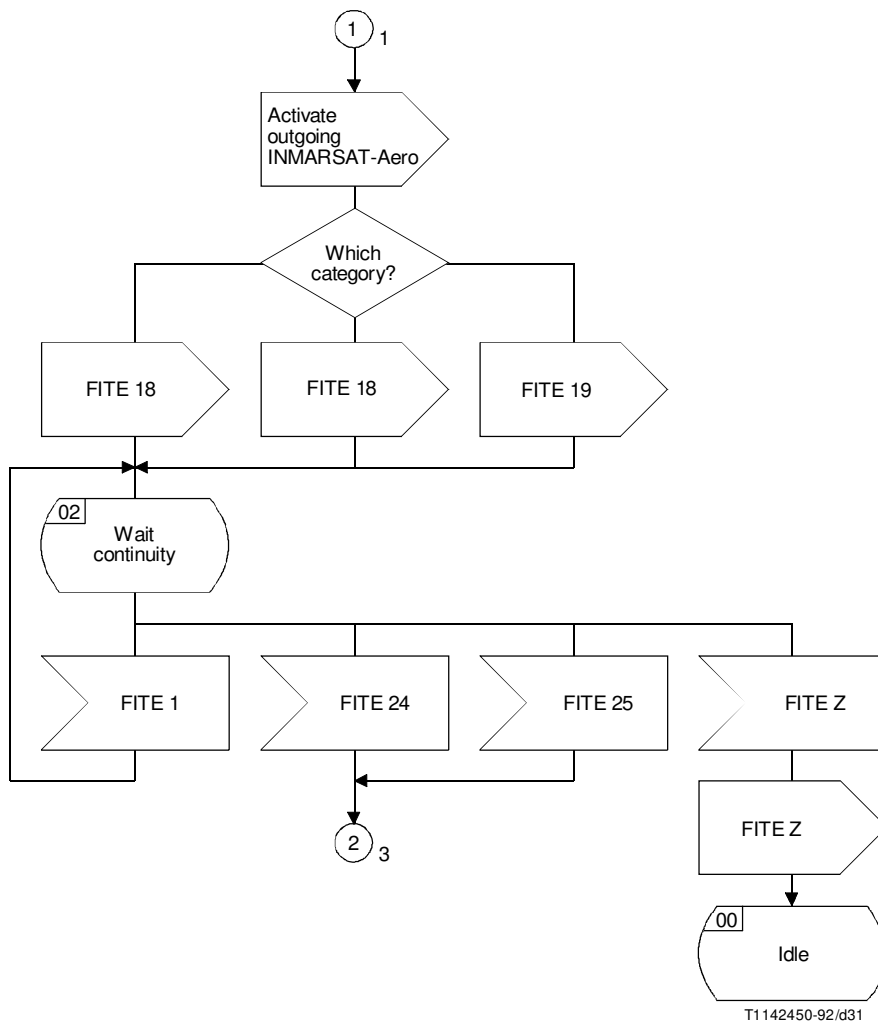 1
1
Activate
outgoing
INMARSAT-Aero
Which
category?
FITE 18
FITE 18
FITE 19
02
Wait
continuity
FITE 1
FITE 24
FITE 25
FITE Z
FITE Z
2
3
00
Idle
T1142450-92/d31